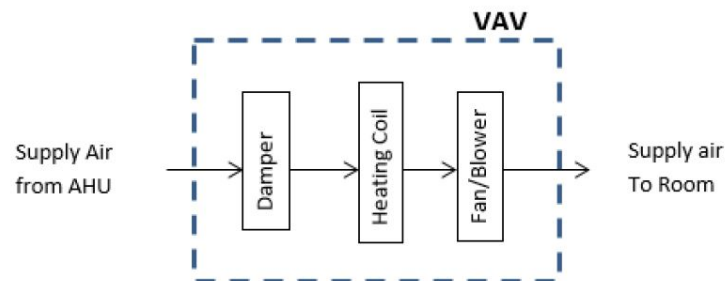 VAV
Supply Air
from AHU
Damper
Heating Coil
Fan/Blower
Supply air
To Room